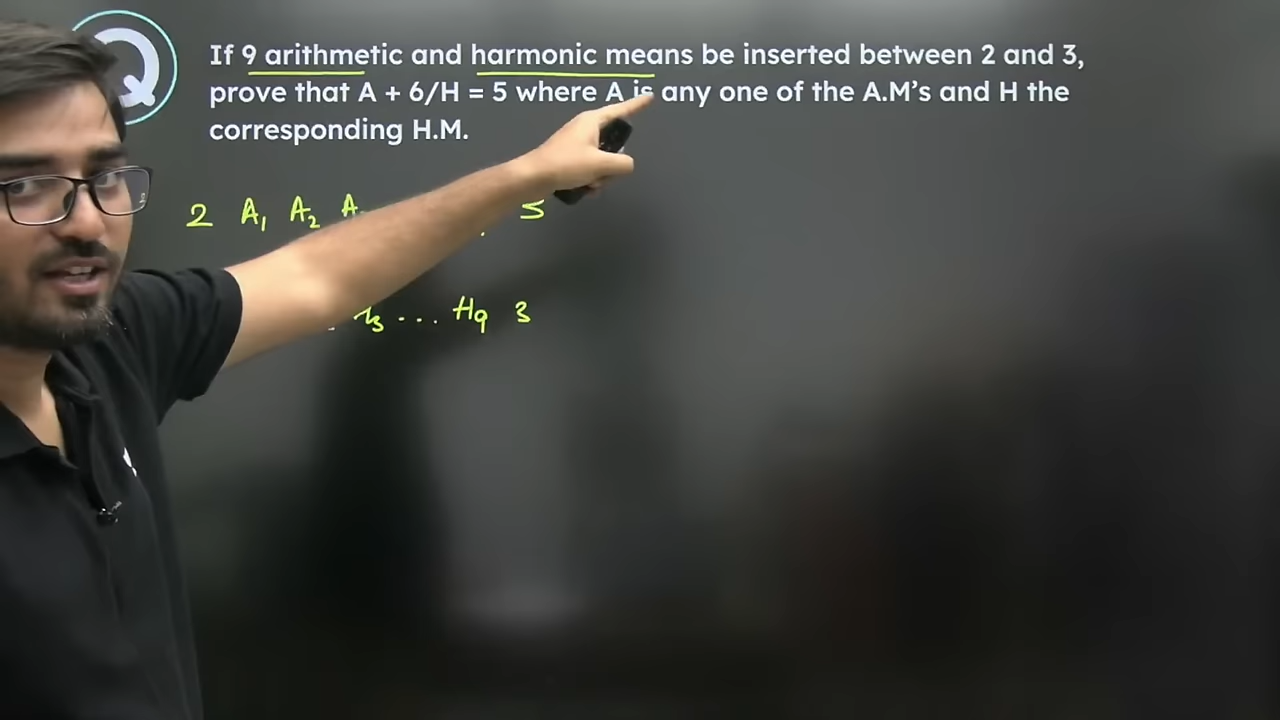 Q
If 9 arithmetic and harmonic means be inserted between 2 and 3,
prove that A + 6/H = 5 where A is any one of the A.M's and H the
corresponding H.M.
2 A₁ A₂ A
H₃ ... H9 3